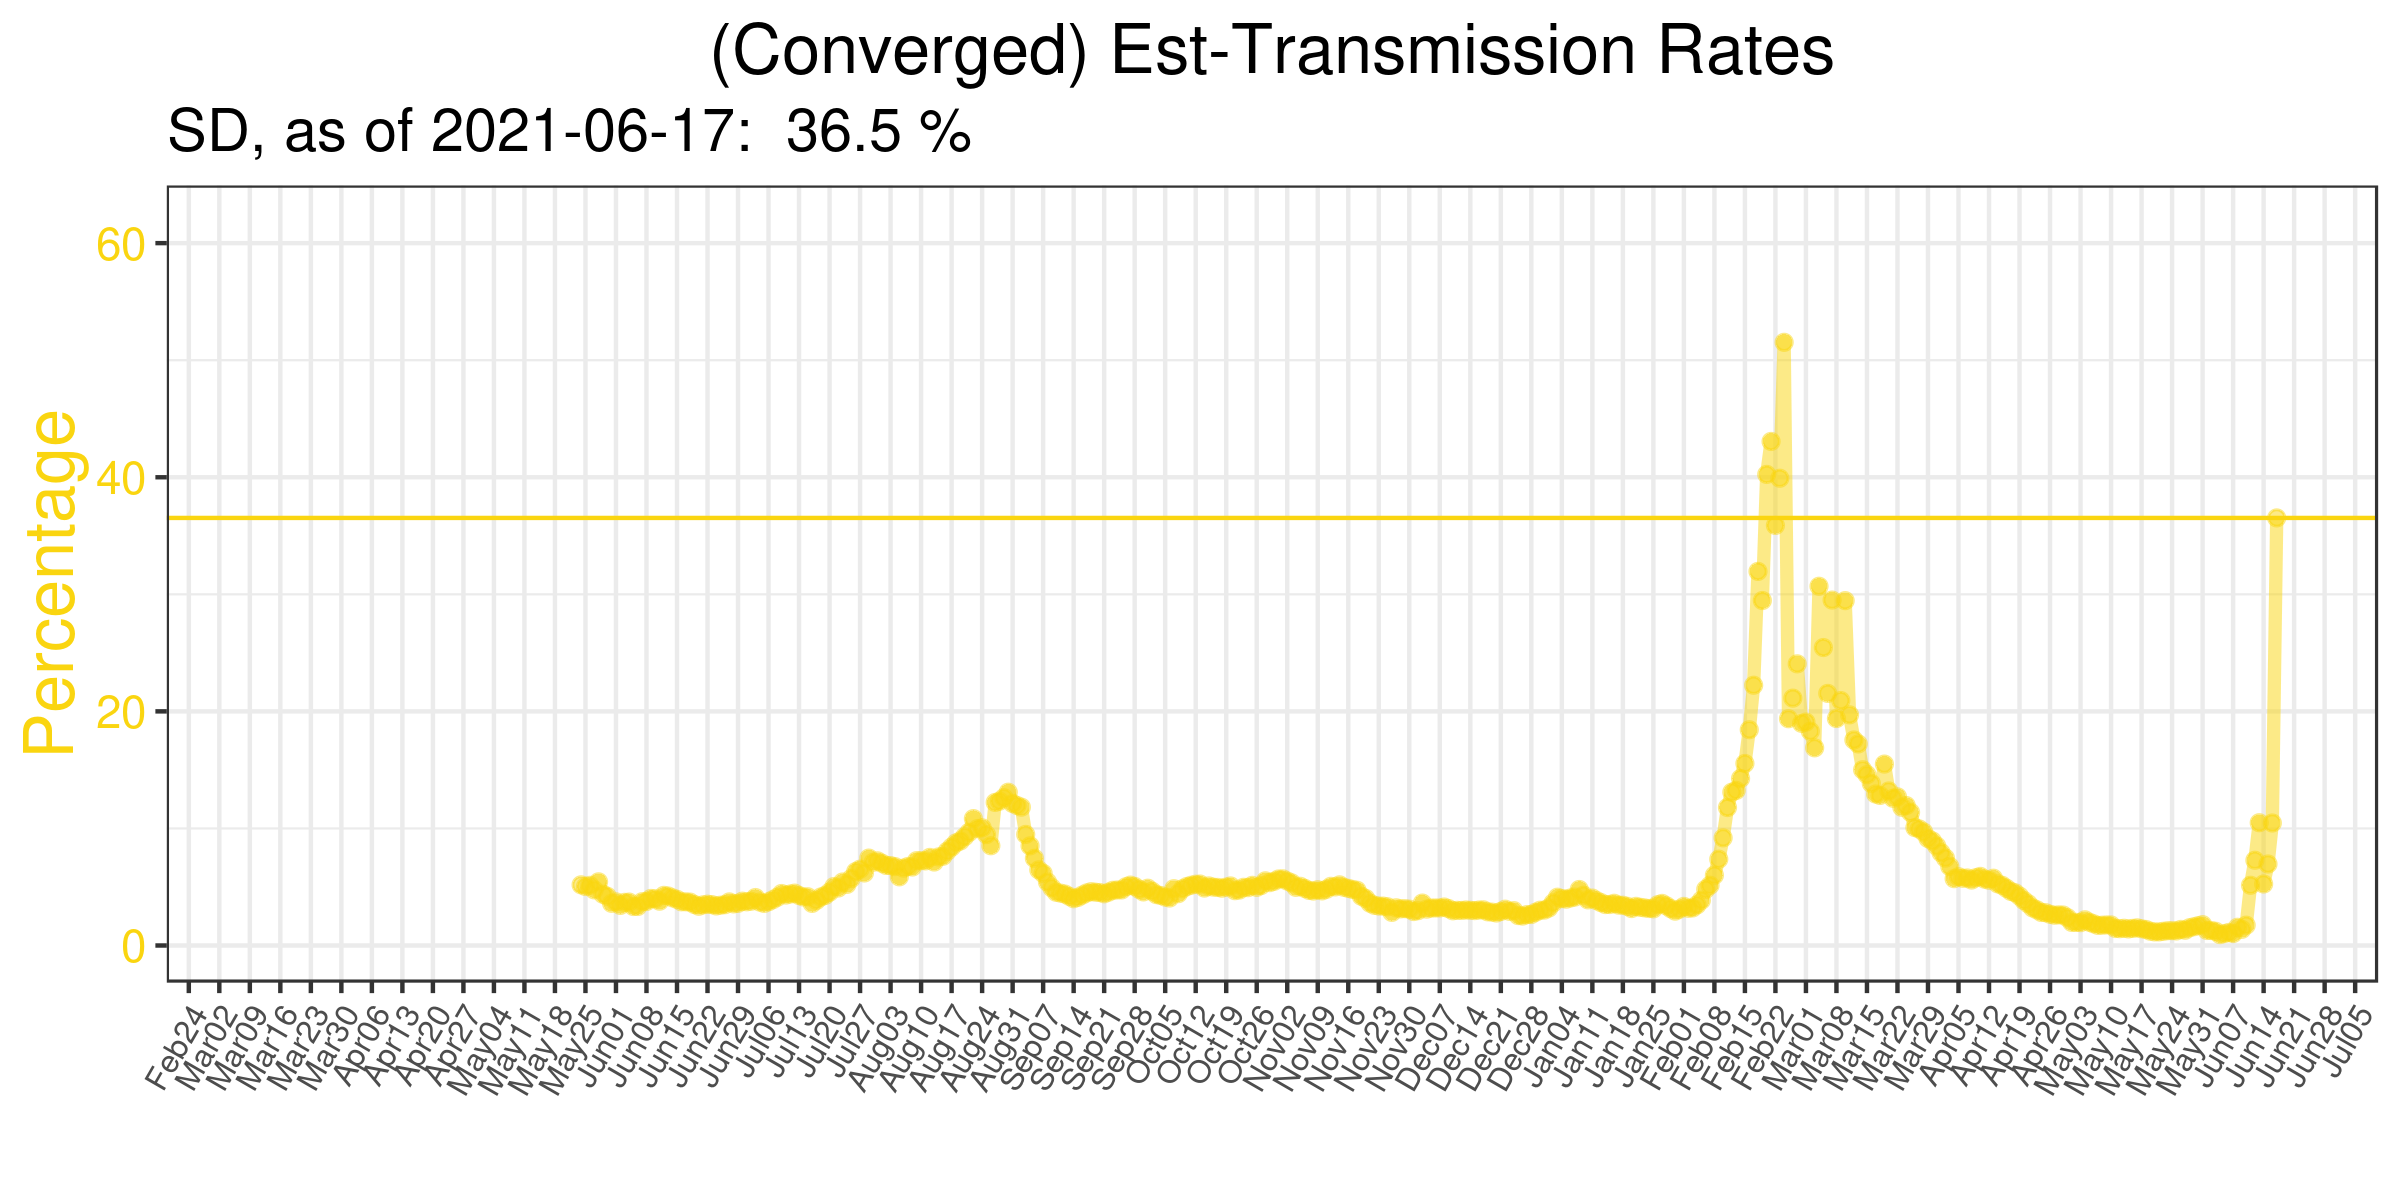 (Converged) Est-Transmission Rates
SD, as of 2021-06-17:  36.5 %
Percentage
60
40
20
0
Feb24
Mar02
Mar09
Mar16
Mar23
Mar30
Apr06
Apr13
Apr20
Apr27
May04
May11
May18
May25
Jun01
Jun08
Jun15
Jun22
Jun29
Jul06
Jul13
Jul20
Jul27
Aug03
Aug10
Aug17
Aug24
Aug31
Sep07
Sep14
Sep21
Sep28
Oct05
Oct12
Oct19
Oct26
Nov02
Nov09
Nov16
Nov23
Nov30
Dec07
Dec14
Dec21
Dec28
Jan04
Jan11
Jan18
Jan25
Feb01
Feb08
Feb15
Feb22
Mar01
Mar08
Mar15
Mar22
Mar29
Apr05
Apr12
Apr19
Apr26
May03
May10
May17
May24
May31
Jun07
Jun14
Jun21
Jun28
Jul05